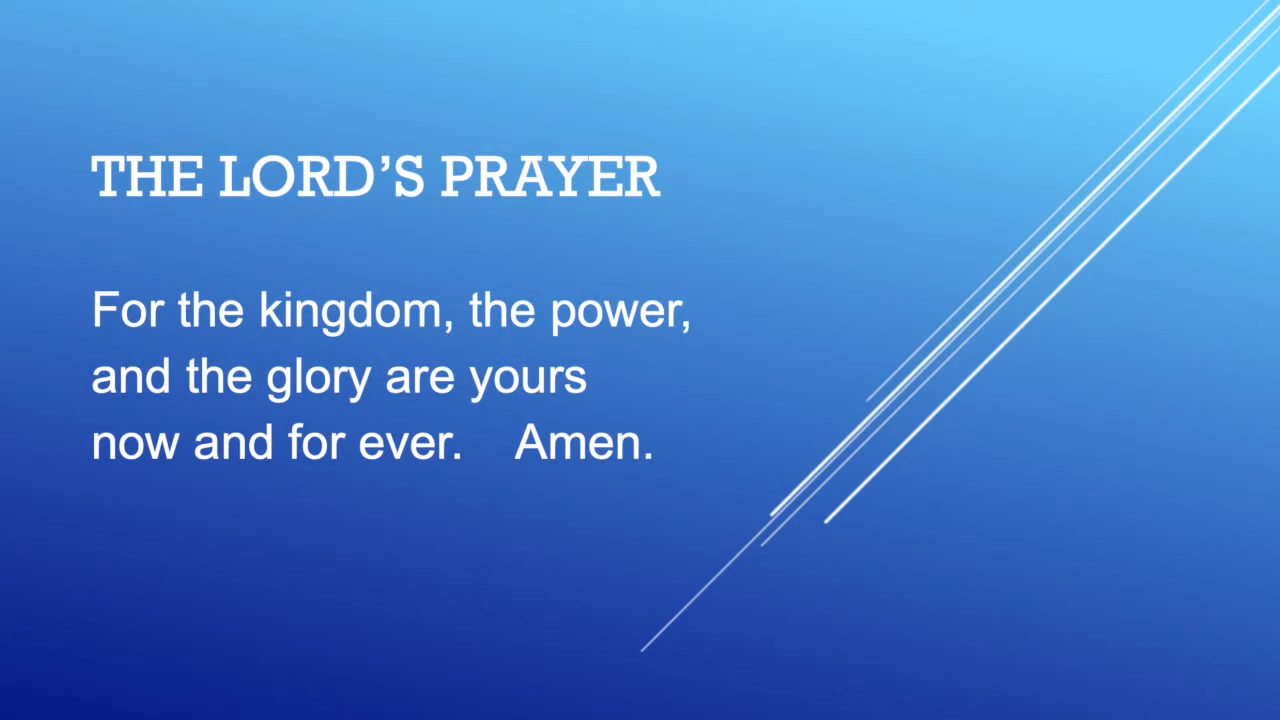 THE LORD’S PRAYER
For the kingdom, the power,
and the glory are yours
now and for ever. Amen.